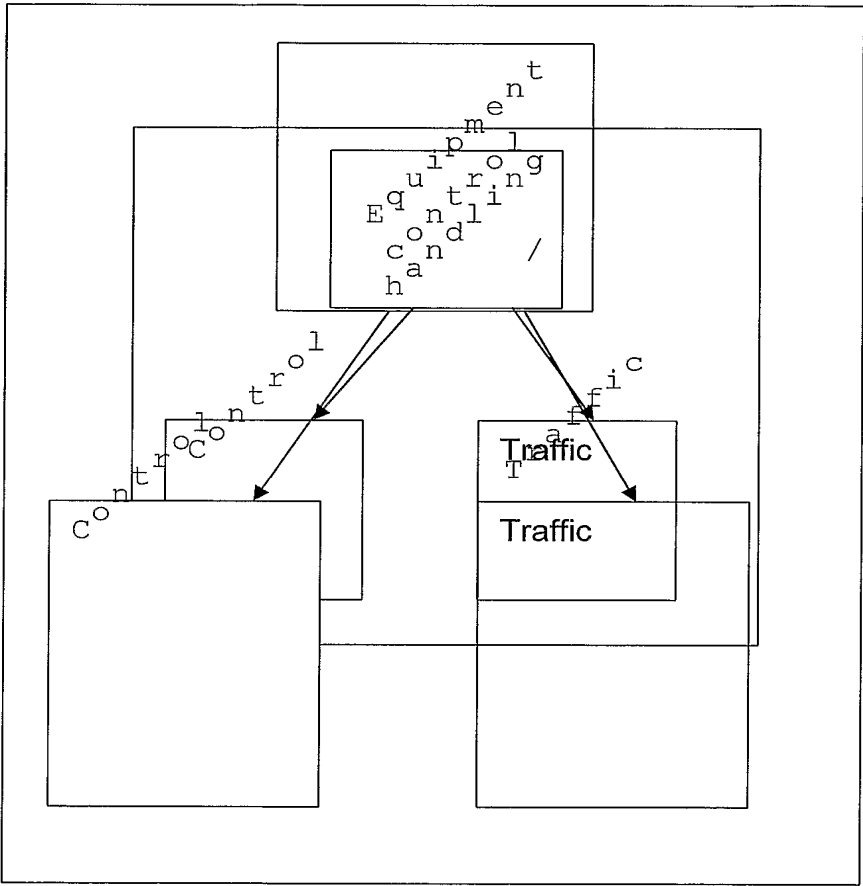 Equipment
control
handling
/
Control
Control
Traffic
Traffic
Traffic